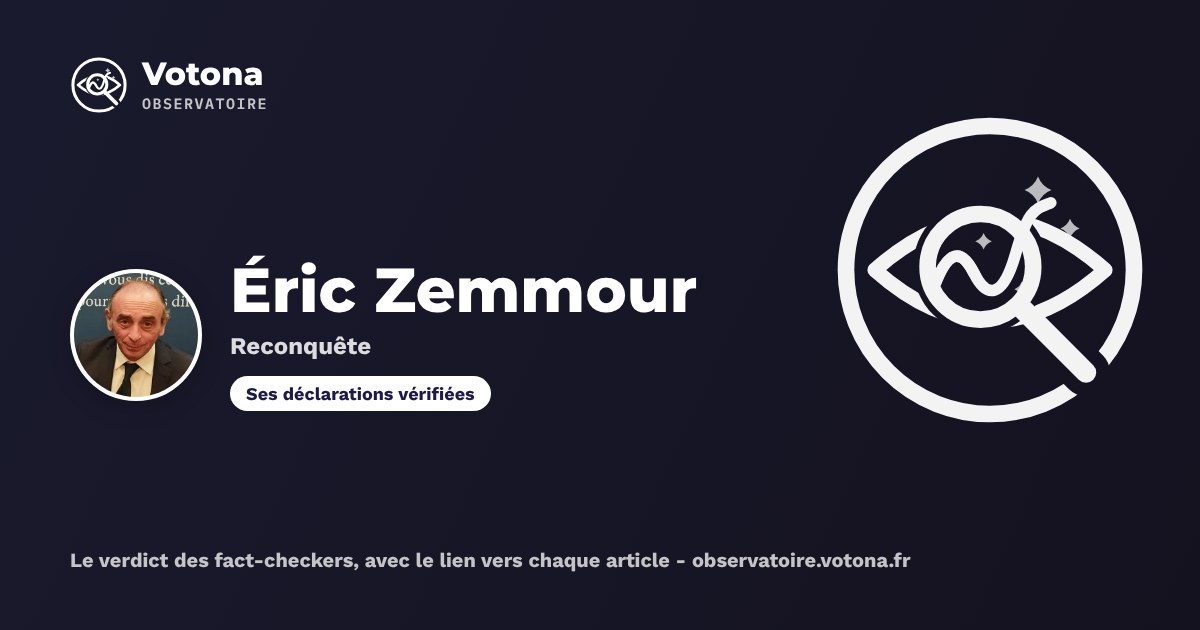 Votona
OBSERVATOIRE
Éric Zemmour
Reconquête
Ses déclarations vérifiées
Le verdict des fact-checkers, avec le lien vers chaque article - observatoire.votona.fr